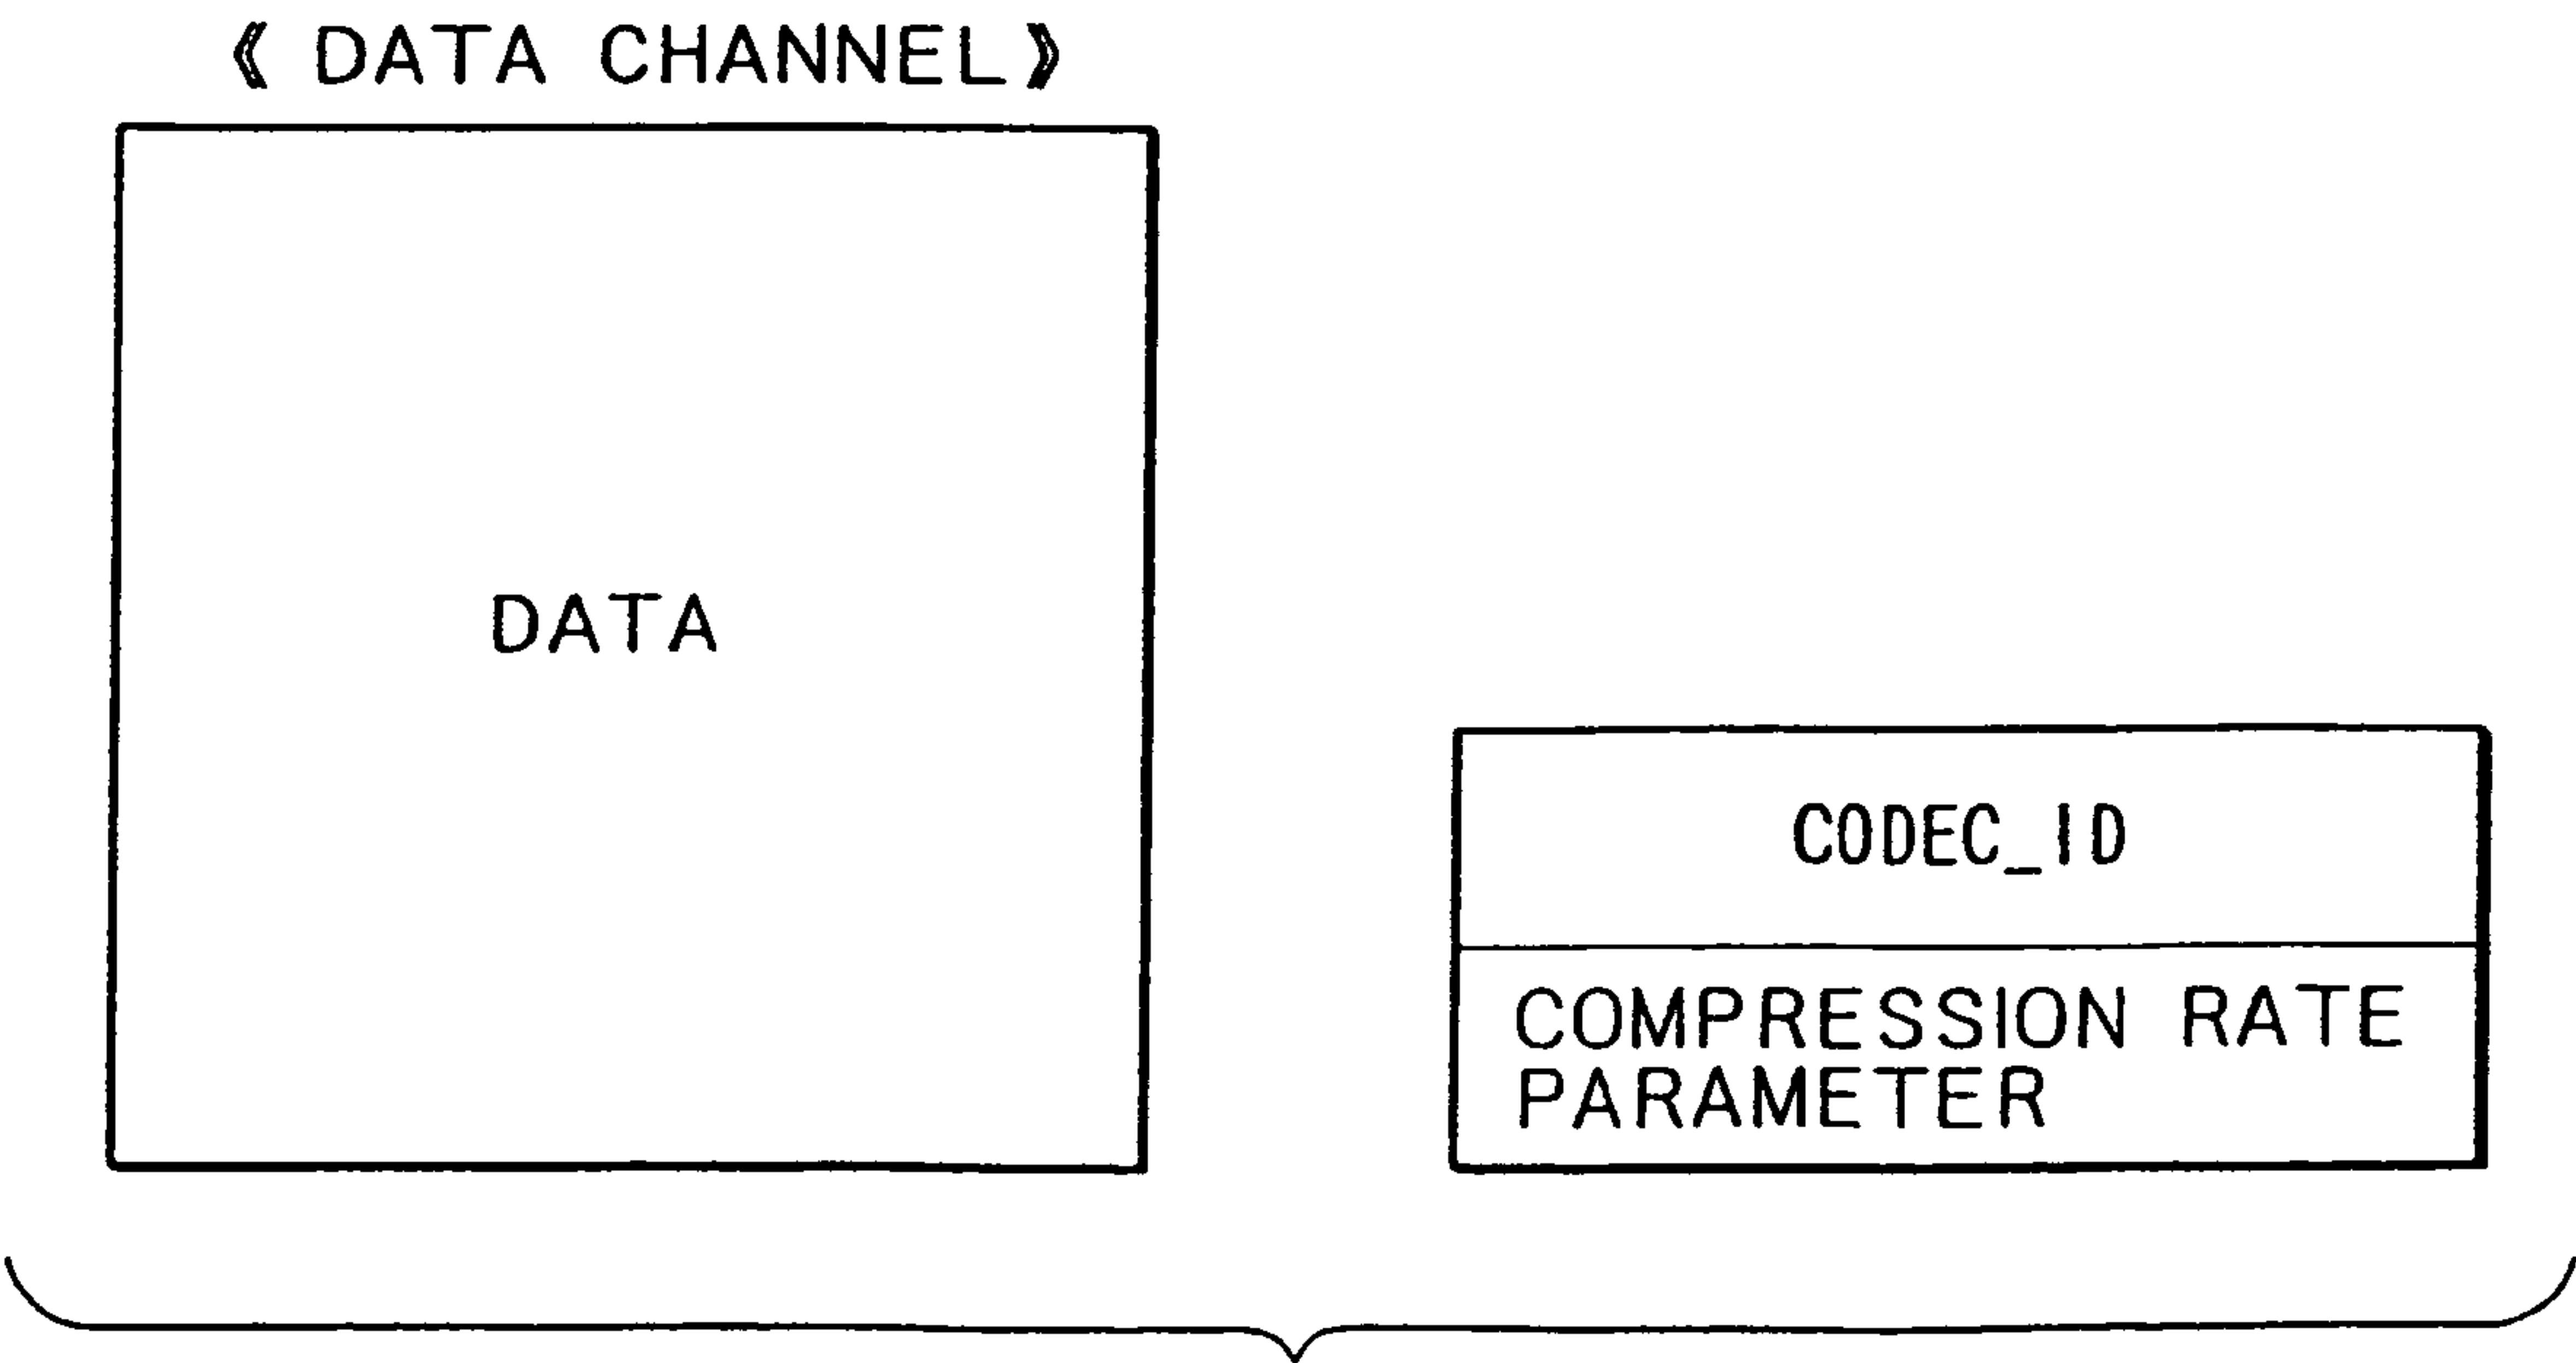 《 DATA CHANNEL》
DATA
CODEC_ID
COMPRESSION RATE
PARAMETER